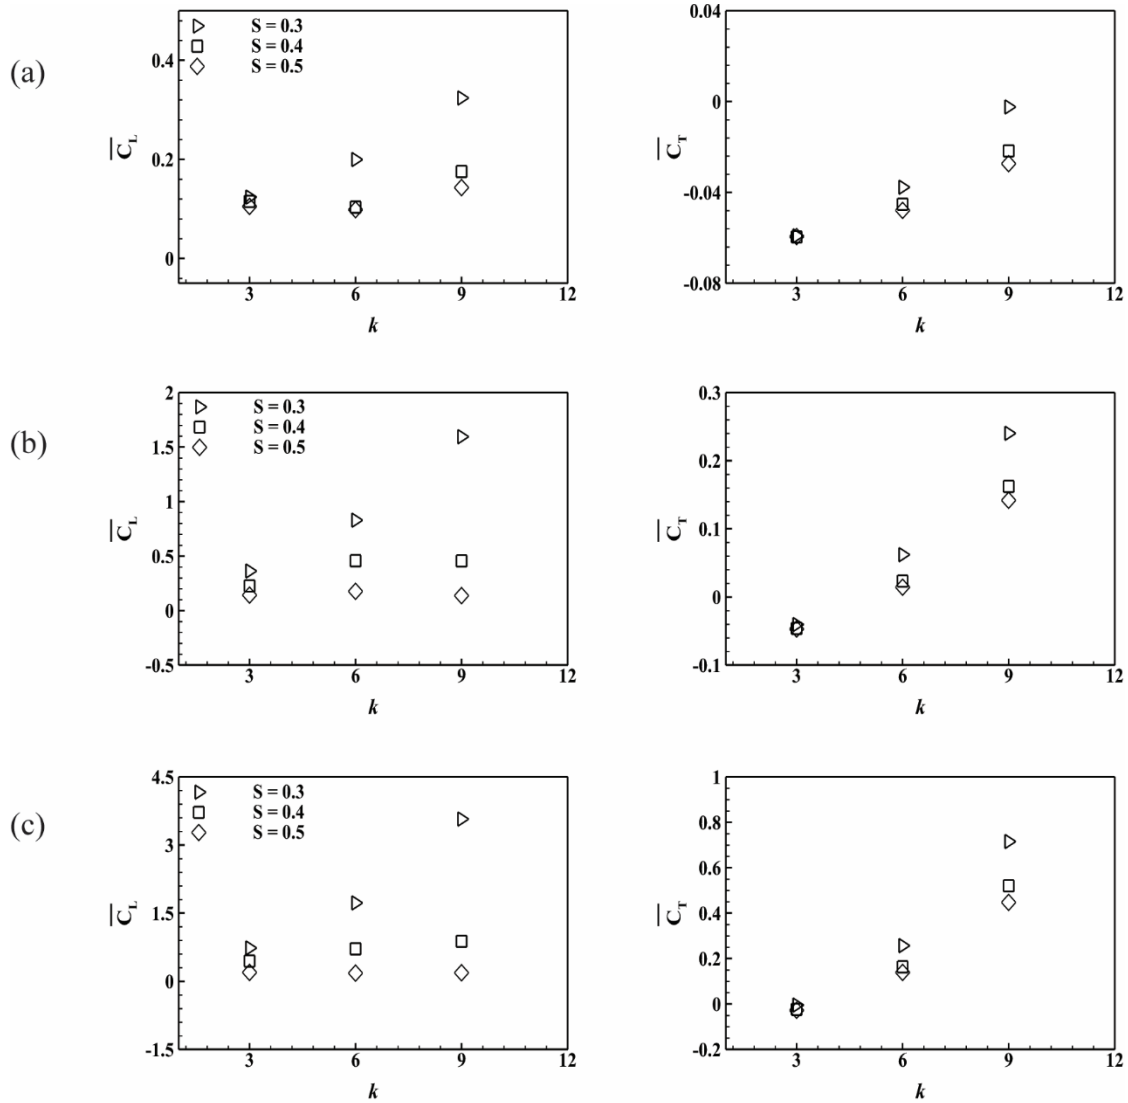 (a)
S = 0.3
S = 0.4
S = 0.5
C_L
0.4
0.2
0
3 6 9 12
k
C_T
0.04
0
-0.04
-0.08
3 6 9 12
k
(b)
S = 0.3
S = 0.4
S = 0.5
C_L
2
1.5
1
0.5
0
-0.5
3 6 9 12
k
C_T
0.3
0.2
0.1
0
-0.1
3 6 9 12
k
(c)
S = 0.3
S = 0.4
S = 0.5
C_L
4.5
3
1.5
0
-1.5
3 6 9 12
k
C_T
1
0.8
0.6
0.4
0.2
0
-0.2
3 6 9 12
k